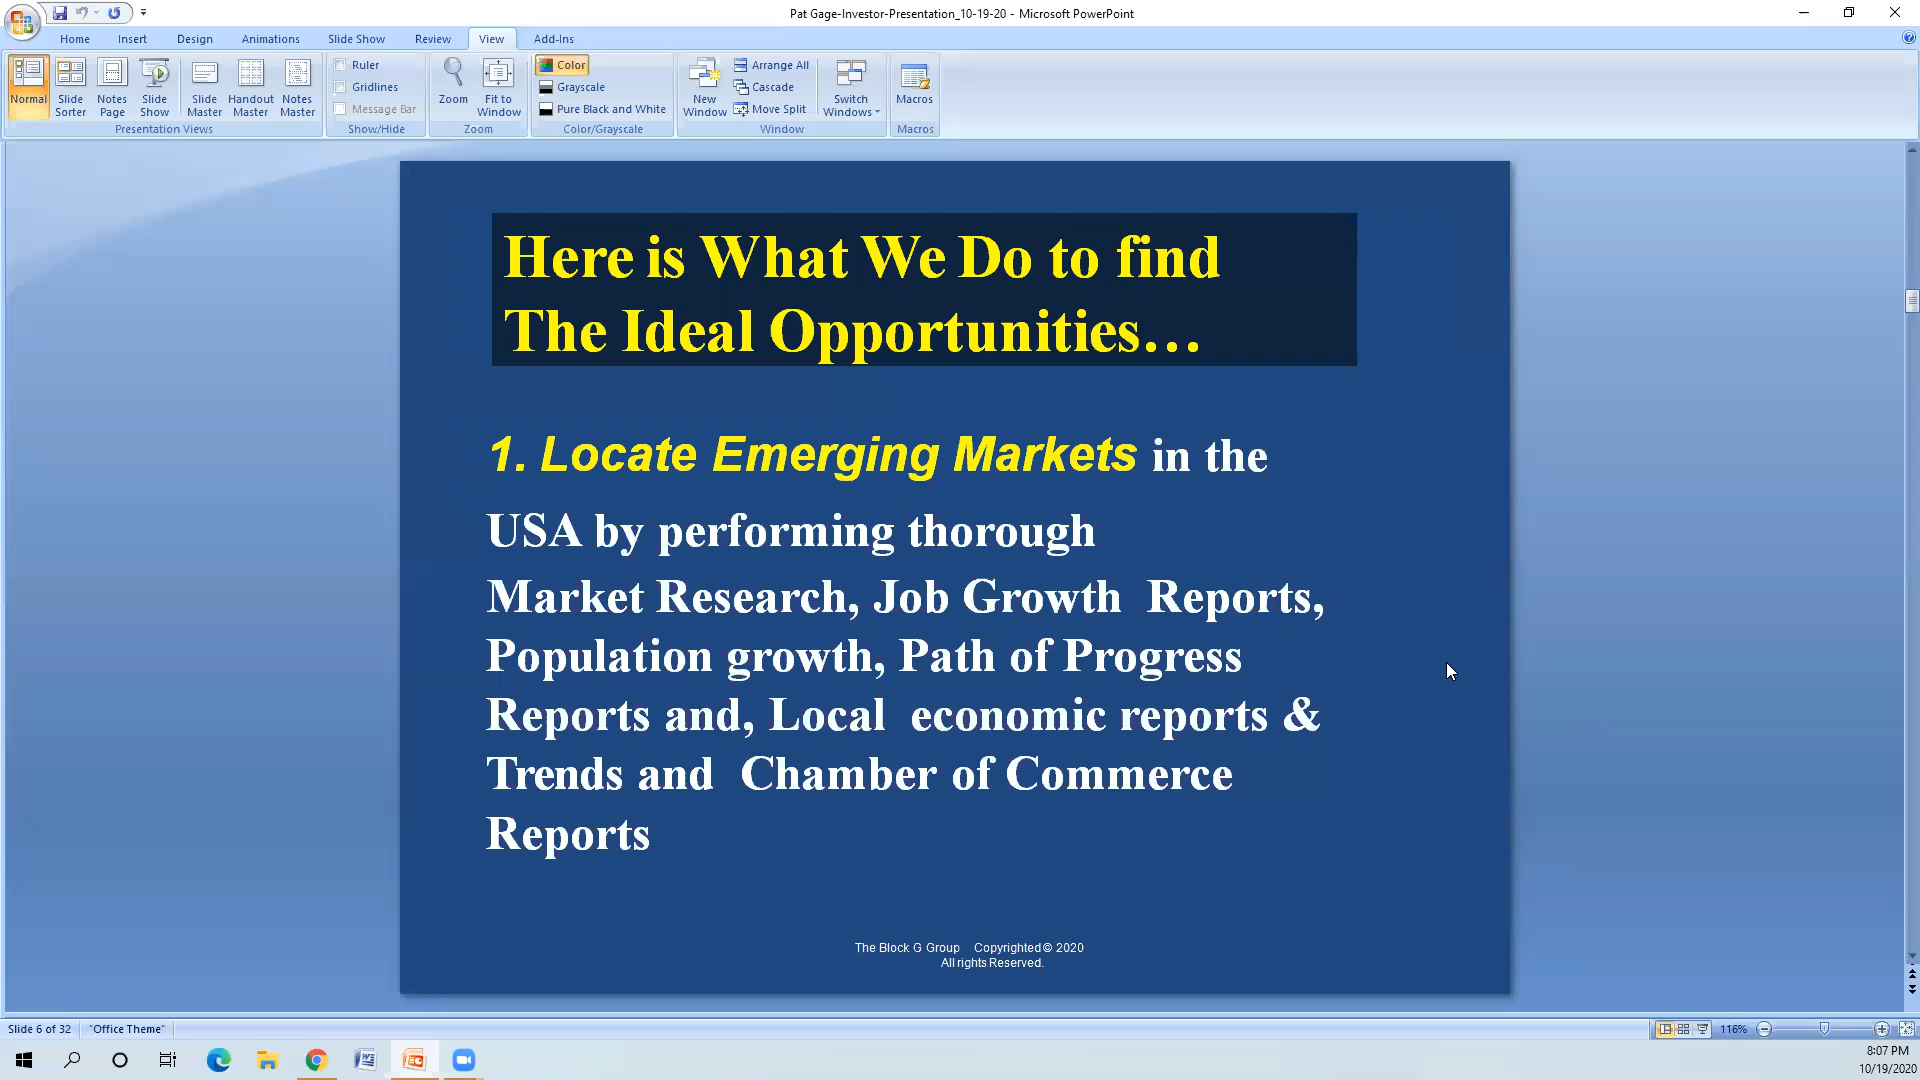 Pat Gage-Investor-Presentation_10-19-20 - Microsoft PowerPoint
Home Insert Design Animations Slide Show Review View Add-Ins
Normal
Slide Sorter
Notes Page
Slide Show
Slide Master
Handout Master
Notes Master
Presentation Views
Ruler
Gridlines
Message Bar
Show/Hide
Zoom
Fit to Window
Zoom
Color
Grayscale
Pure Black and White
Color/Grayscale
New Window
Arrange All
Cascade
Move Split
Switch Windows
Window
Macros
Macros
Here is What We Do to find
The Ideal Opportunities…
1. Locate Emerging Markets in the
USA by performing thorough
Market Research, Job Growth  Reports,
Population growth, Path of Progress
Reports and, Local  economic reports &
Trends and  Chamber of Commerce
Reports
The Block G Group    Copyrighted © 2020
All rights Reserved.
Slide 6 of 32 "Office Theme" 116%
8:07 PM
10/19/2020